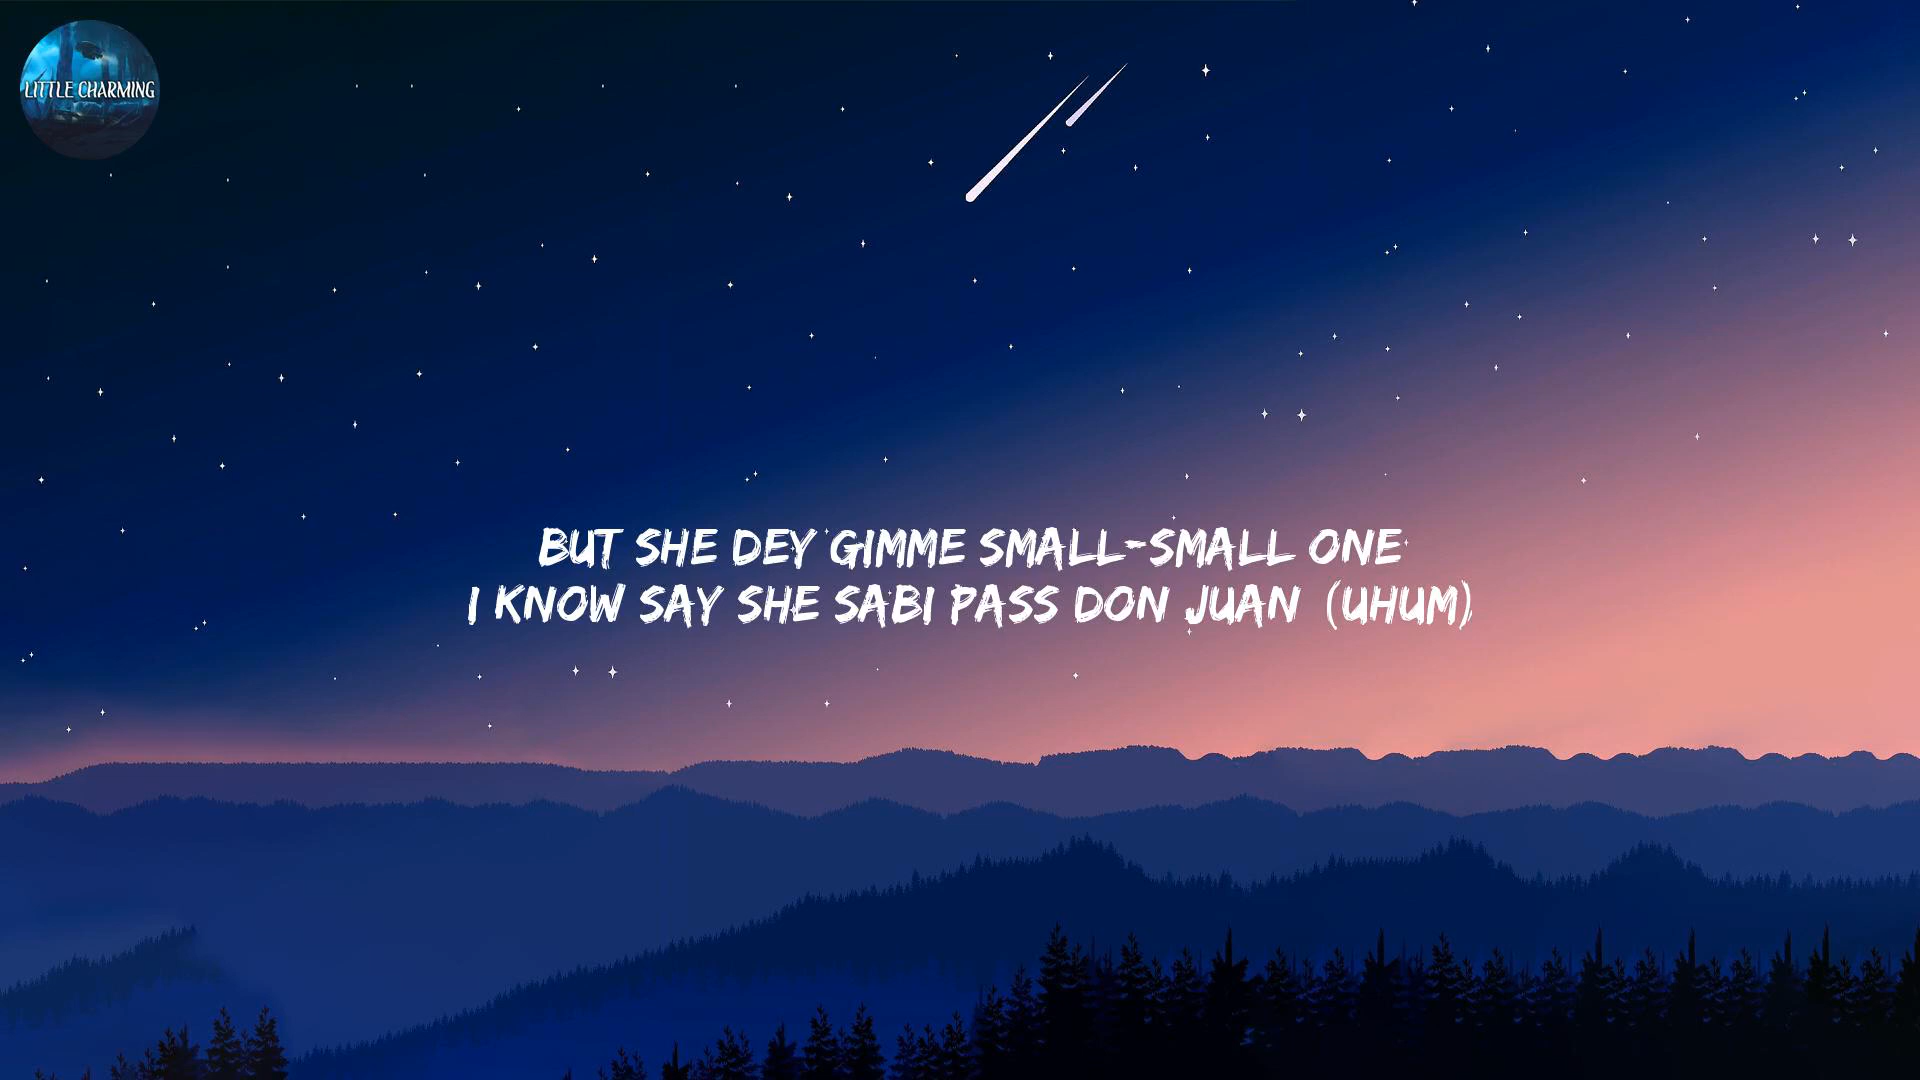 LITTLE CHARMING
BUT SHE DEY GIMME SMALL-SMALL ONE
I KNOW SAY SHE SABI PASS DON JUAN (UHUM)